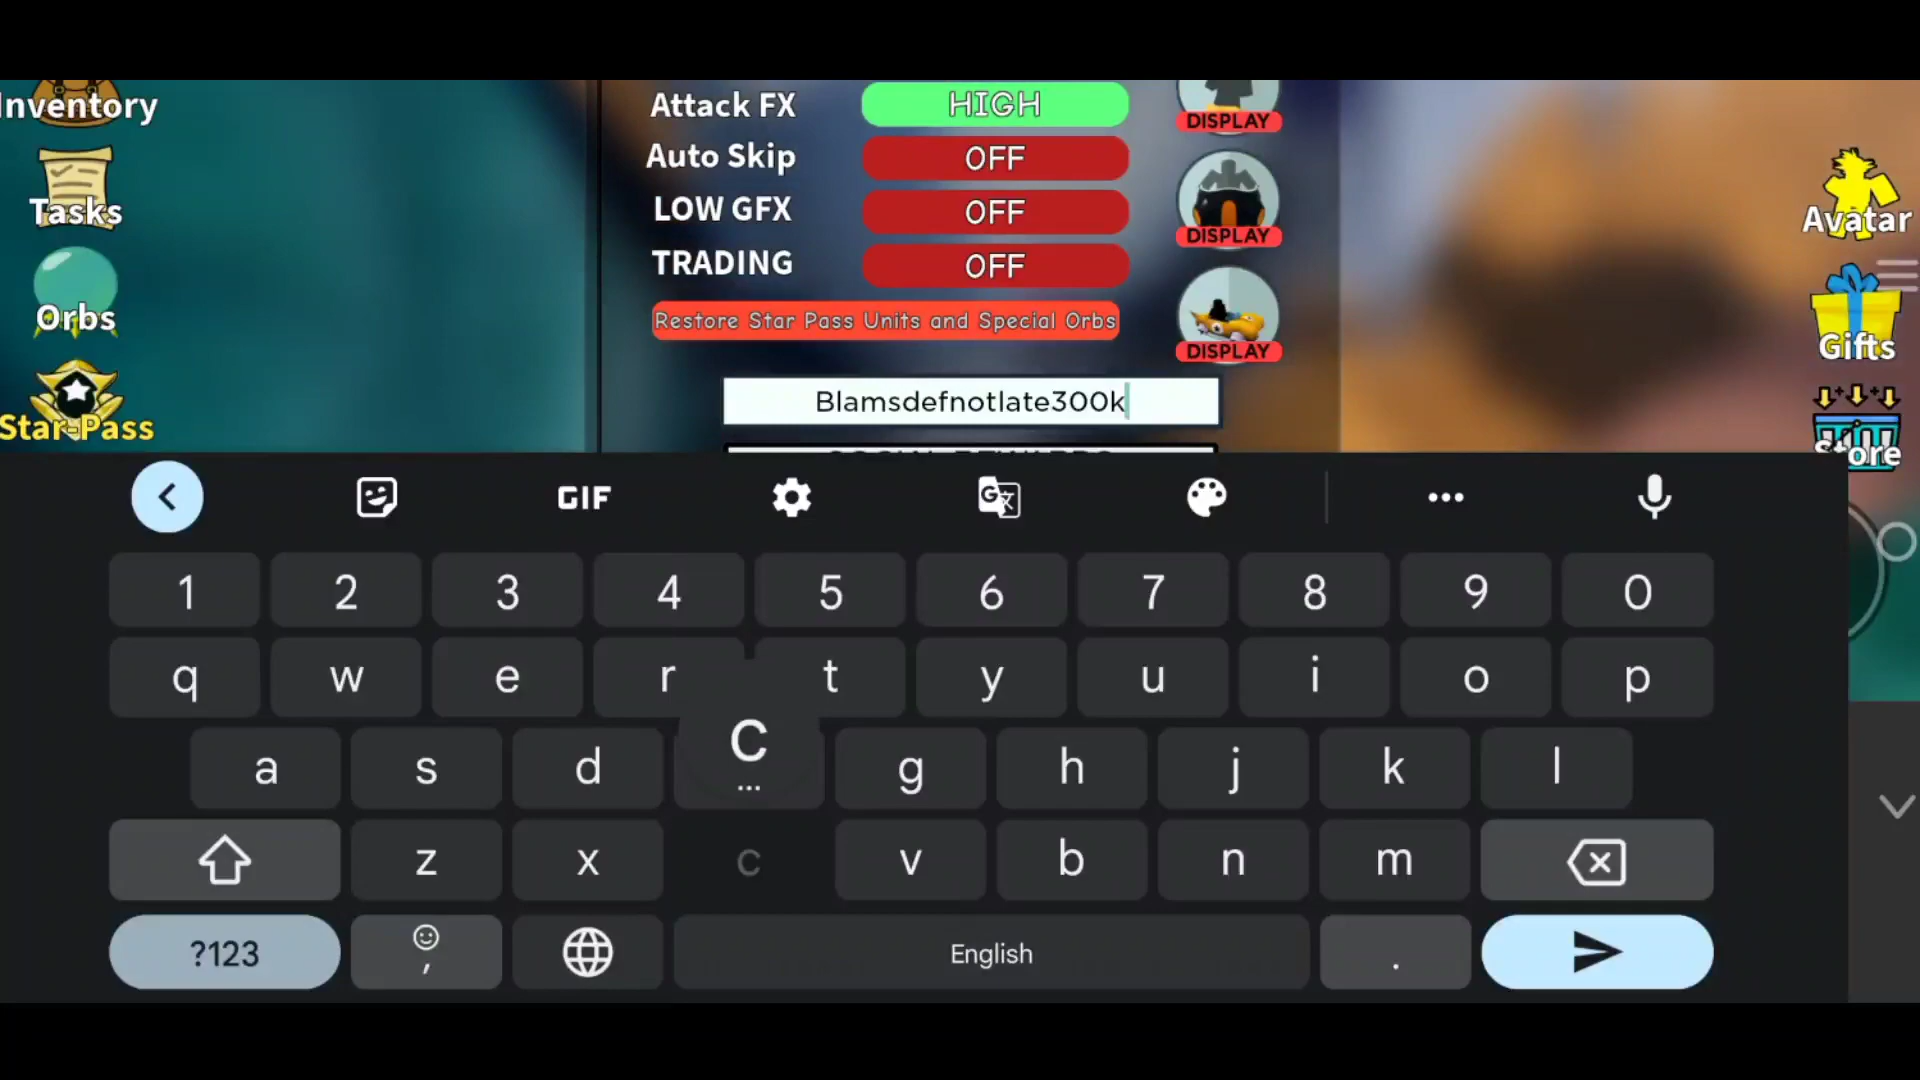 Inventory
Tasks
Orbs
Star-Pass
Attack FX HIGH
Auto Skip OFF
LOW GFX OFF
TRADING OFF
Restore Star Pass Units and Special Orbs
DISPLAY
DISPLAY
DISPLAY
Blamsdefnotlate300k
Avatar
Gifts
Store
GIF
1 2 3 4 5 6 7 8 9 0
q w e r t y u i o p
a s d c g h j k l
z x c v b n m
?123 , English .